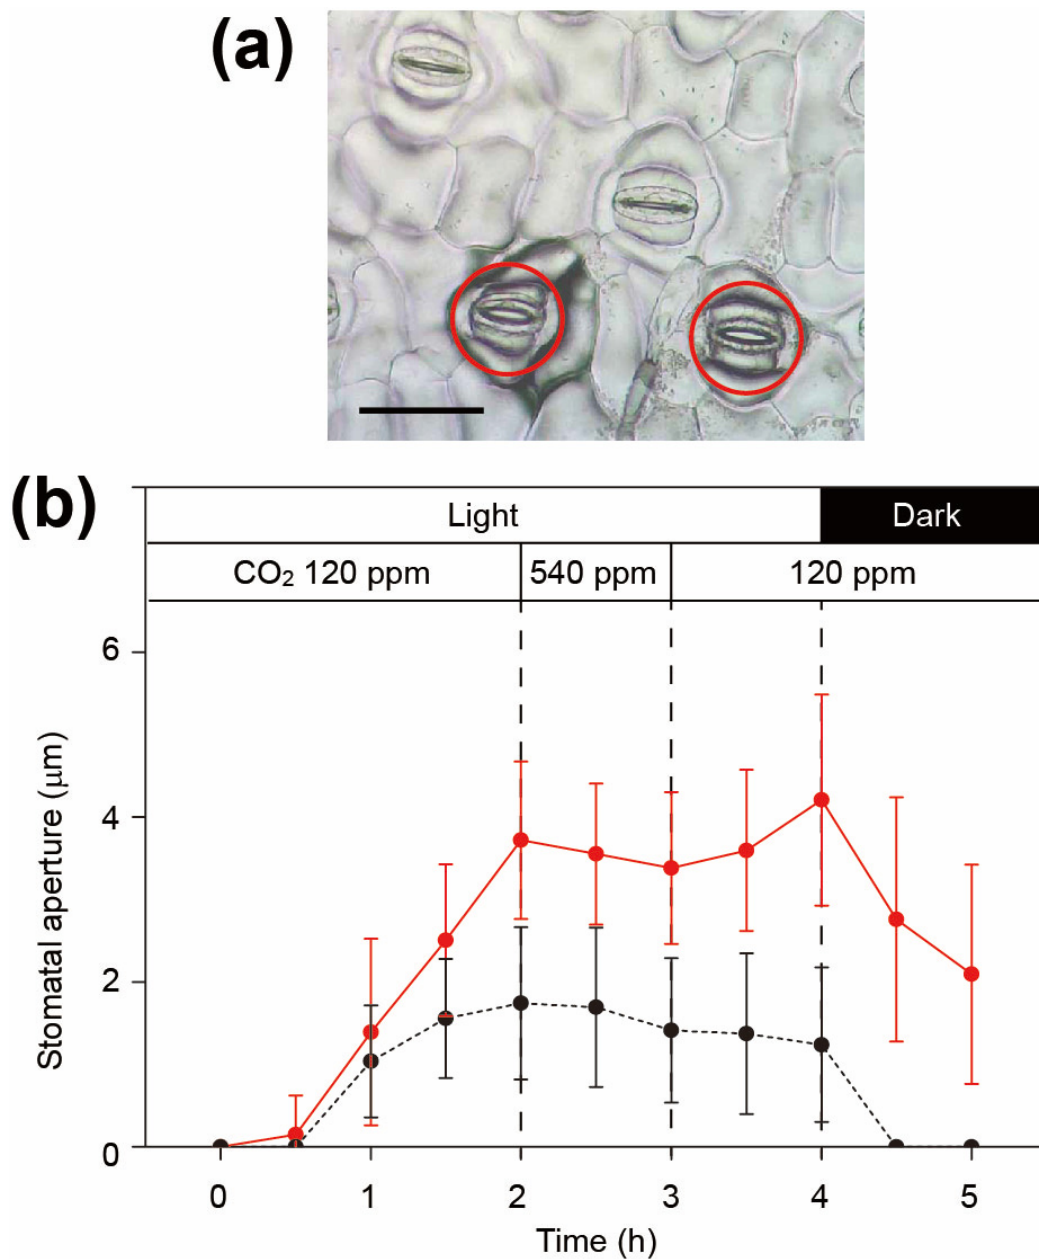 (a)
(b)
Light Dark
CO₂ 120 ppm 540 ppm 120 ppm
6
4
2
0
Stomatal aperture (μm)
0 1 2 3 4 5
Time (h)